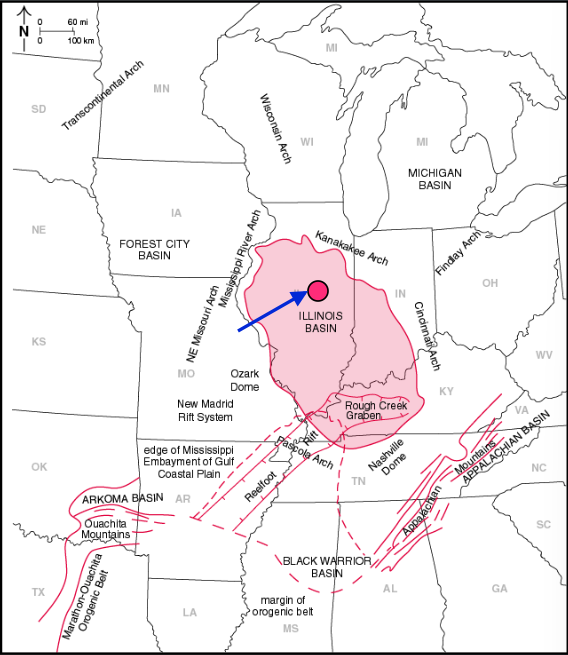 N
0
60 mi
0
100 km
MI
Transcontinental Arch
MN
SD
Wisconsin Arch
WI
MI
MICHIGAN
BASIN
NE
IA
FOREST CITY
BASIN
Mississippi River Arch
Kanakakee Arch
Findlay Arch
OH
IN
NE Missouri Arch
ILLINOIS
BASIN
Cincinnati Arch
KS
MO
Ozark
Dome
WV
KY
New Madrid
Rift System
Rough Creek
Graben
VA
edge of Mississippi
Embayment of Gulf
Coastal Plain
Rift
Pascola Arch
Nashville
Dome
Mountains
APPALACHIAN BASIN
OK
Reelfoot
TN
NC
ARKOMA BASIN
AR
Appalachian
Ouachita
Mountains
SC
BLACK WARRIOR
BASIN
Marathon-Ouachita
Orogenic Belt
TX
AL
GA
margin of
orogenic belt
LA
MS